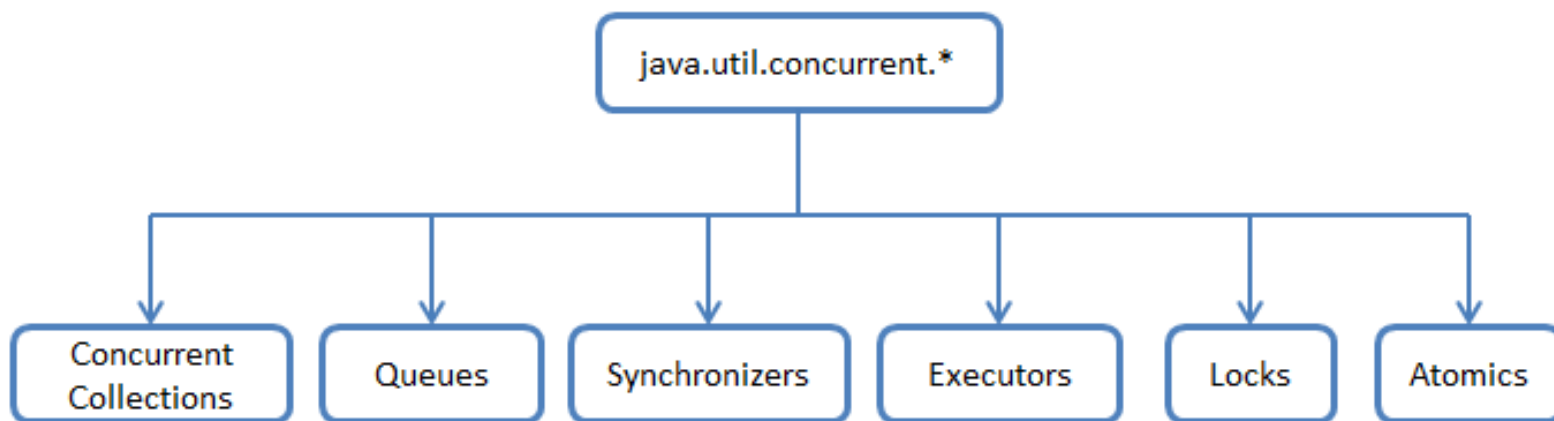 java.util.concurrent.*
Concurrent
Collections
Queues
Synchronizers
Executors
Locks
Atomics